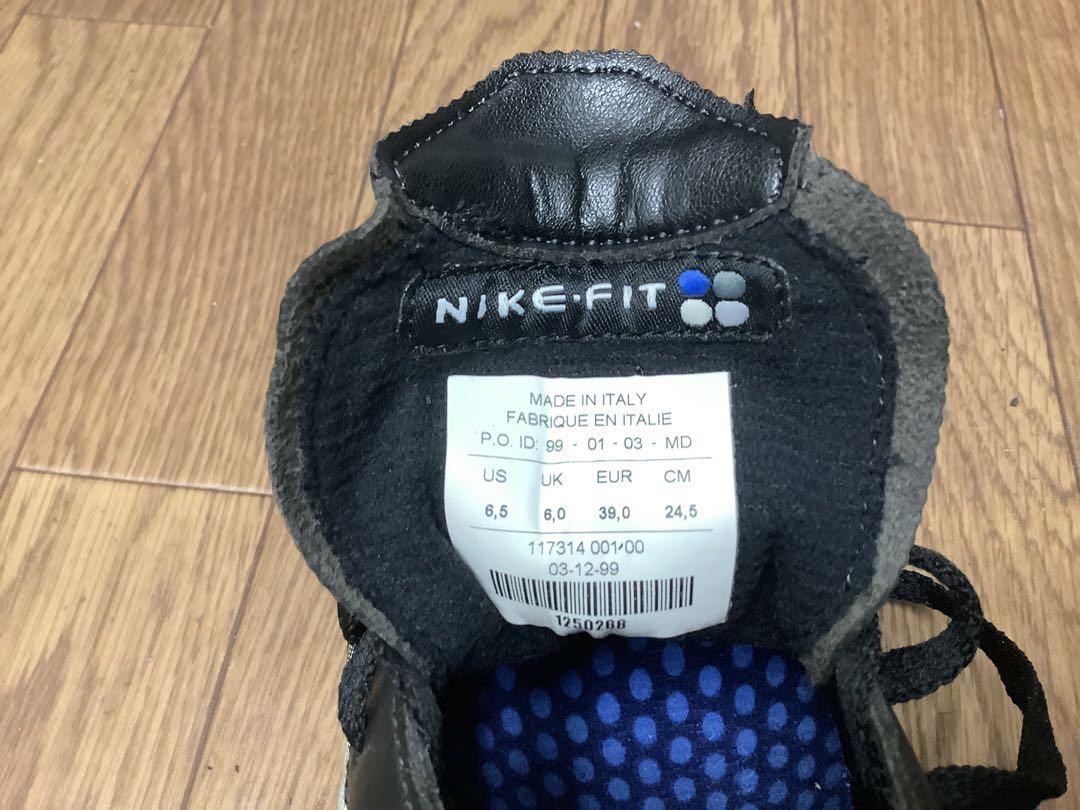 NIKE·FIT
MADE IN ITALY
FABRIQUE EN ITALIE
P.O. ID: 99 - 01 - 03 - MD
US UK EUR CM
6,5 6,0 39,0 24,5
117314 001 00
03-12-99
1250268